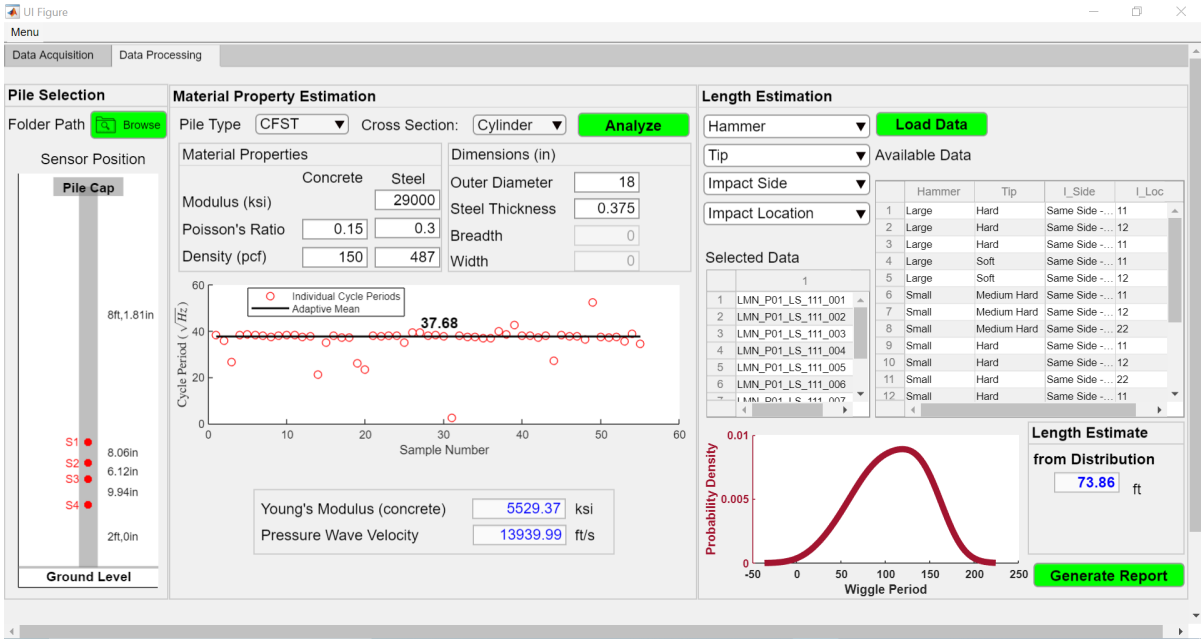 UI Figure
Menu
Data Acquisition Data Processing
Pile Selection
Folder Path Browse
Sensor Position
Pile Cap
8ft,1.81in
S1
8.06in
S2
6.12in
S3
9.94in
S4
2ft,0in
Ground Level
Material Property Estimation
Pile Type CFST Cross Section: Cylinder Analyze
Material Properties
Concrete Steel
Modulus (ksi) 29000
Poisson's Ratio 0.15 0.3
Density (pcf) 150 487
Dimensions (in)
Outer Diameter 18
Steel Thickness 0.375
Breadth 0
Width 0
Individual Cycle Periods
Adaptive Mean
37.68
Cycle Period (√Hz)
60
40
20
0
0 10 20 30 40 50 60
Sample Number
Young's Modulus (concrete) 5529.37 ksi
Pressure Wave Velocity 13939.99 ft/s
Length Estimation
Hammer
Tip
Impact Side
Impact Location
Load Data
Available Data
Hammer Tip I_Side I_Loc
1 Large Hard Same Side -... 11
2 Large Hard Same Side -... 12
3 Large Hard Same Side -... 11
4 Large Soft Same Side -... 11
5 Large Soft Same Side -... 12
6 Small Medium Hard Same Side -... 11
7 Small Medium Hard Same Side -... 12
8 Small Medium Hard Same Side -... 22
9 Small Hard Same Side -... 11
10 Small Hard Same Side -... 12
11 Small Hard Same Side -... 22
12 Small Hard Same Side -... 11
Selected Data
1
1 LMN_P01_LS_111_001
2 LMN_P01_LS_111_002
3 LMN_P01_LS_111_003
4 LMN_P01_LS_111_004
5 LMN_P01_LS_111_005
6 LMN_P01_LS_111_006
7 LMN_P01_LS_111_007
Probability Density
0.01
0.005
0
-50 0 50 100 150 200 250
Wiggle Period
Length Estimate
from Distribution
73.86 ft
Generate Report